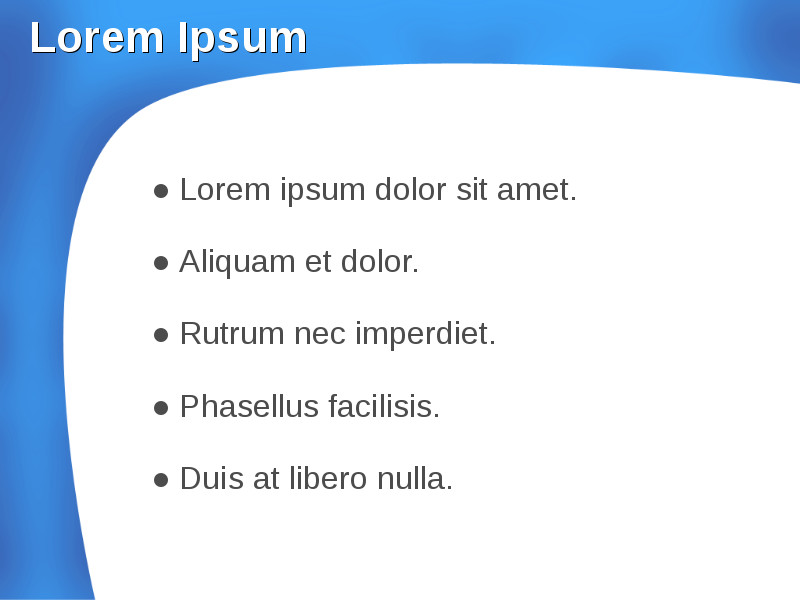 Lorem Ipsum
● Lorem ipsum dolor sit amet.
● Aliquam et dolor.
● Rutrum nec imperdiet.
● Phasellus facilisis.
● Duis at libero nulla.